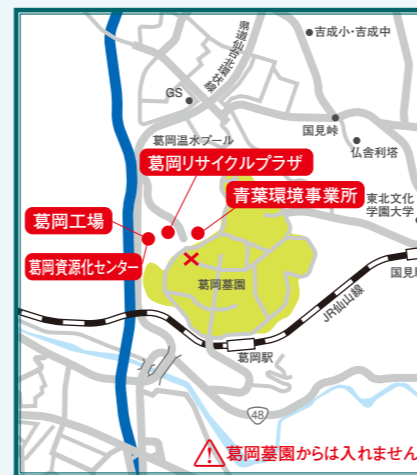 県道仙台北環状線
吉成小・吉成中
GS
国見峠
仏舎利塔
葛岡温水プール
葛岡リサイクルプラザ
東北文化
学園大学
青葉環境事業所
葛岡工場
葛岡資源化センター
葛岡墓園
国見
JR仙山線
葛岡駅
48
葛岡墓園からは入れません